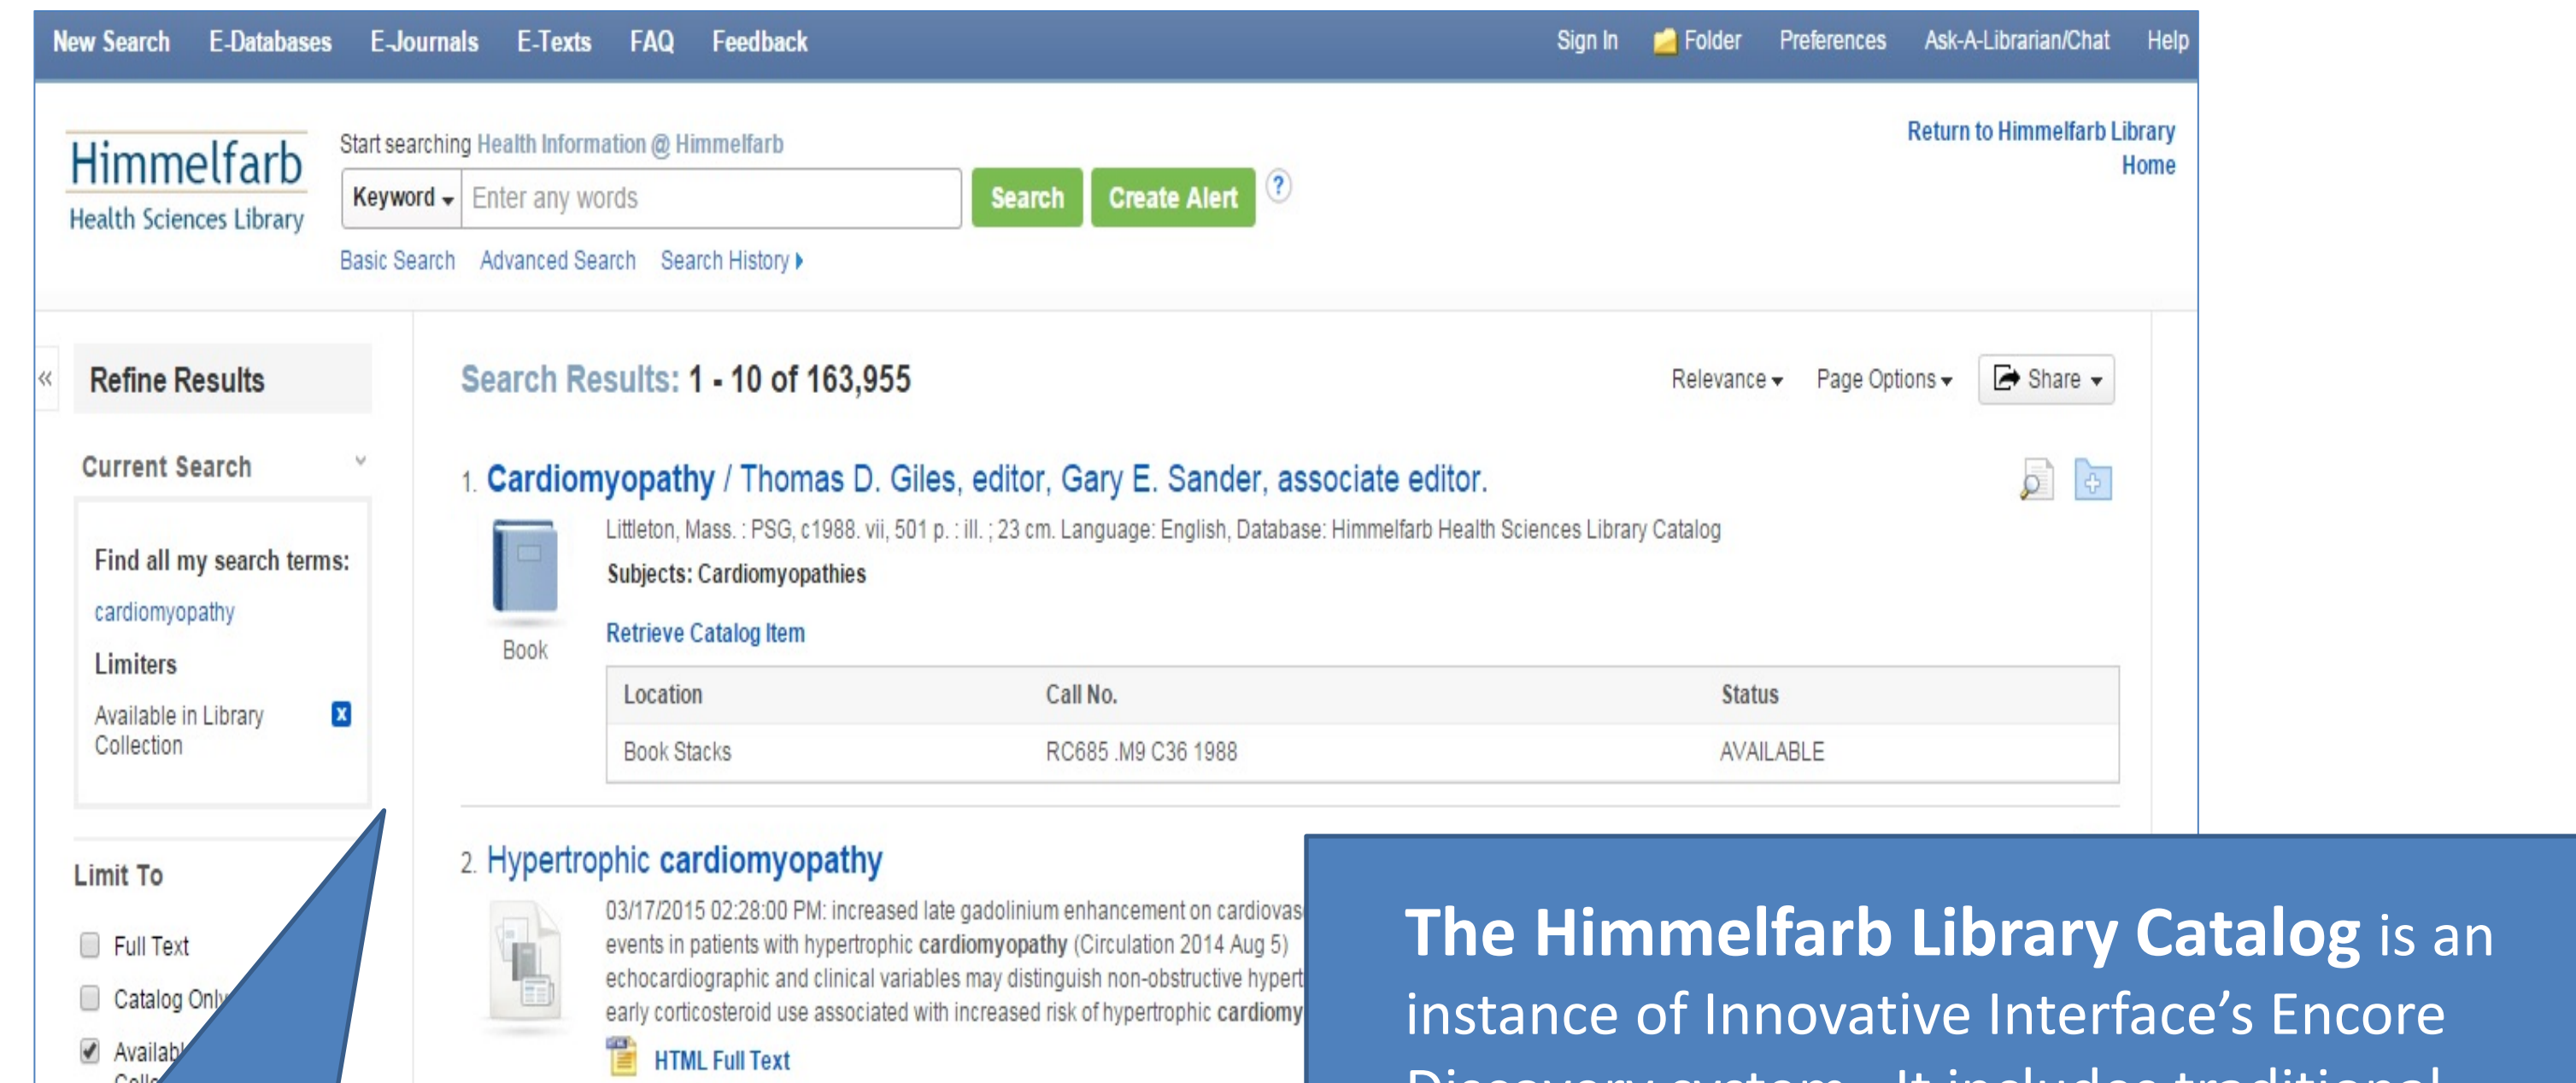 New Search E-Databases E-Journals E-Texts FAQ Feedback Sign In Folder Preferences Ask-A-Librarian/Chat Help
Himmelfarb
Health Sciences Library
Start searching Health Information @ Himmelfarb
Keyword Enter any words Search Create Alert ?
Basic Search Advanced Search Search History
Return to Himmelfarb Library
Home
« Refine Results
Current Search
Find all my search terms:
cardiomyopathy
Limiters
Available in Library
Collection
x
Limit To
Full Text
Catalog Only
Search Results: 1 - 10 of 163,955
Relevance Page Options Share
1. Cardiomyopathy / Thomas D. Giles, editor, Gary E. Sander, associate editor.
Book
Littleton, Mass. : PSG, c1988. vii, 501 p. : ill. ; 23 cm. Language: English, Database: Himmelfarb Health Sciences Library Catalog
Subjects: Cardiomyopathies
Retrieve Catalog Item
Location Call No. Status
Book Stacks RC685 .M9 C36 1988 AVAILABLE
2. Hypertrophic cardiomyopathy
03/17/2015 02:28:00 PM: increased late gadolinium enhancement on
events in patients with hypertrophic cardiomyopathy (Circulation 2014 Aug 5)
echocardiographic and clinical variables may distinguish non-obstructive
early corticosteroid use associated with increased risk of hypertrophic
HTML Full Text
The Himmelfarb Library Catalog is an
instance of Innovative Interface’s Encore
Discovery system. It includes traditional